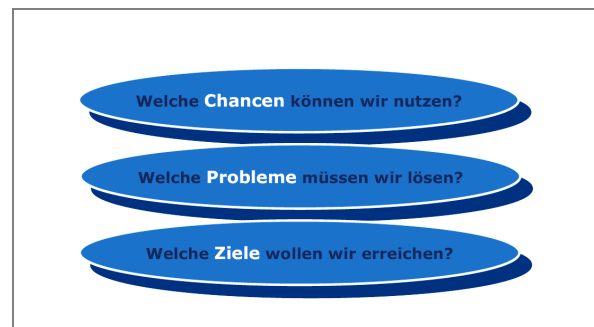 Welche Chancen können wir nutzen?
Welche Probleme müssen wir lösen?
Welche Ziele wollen wir erreichen?